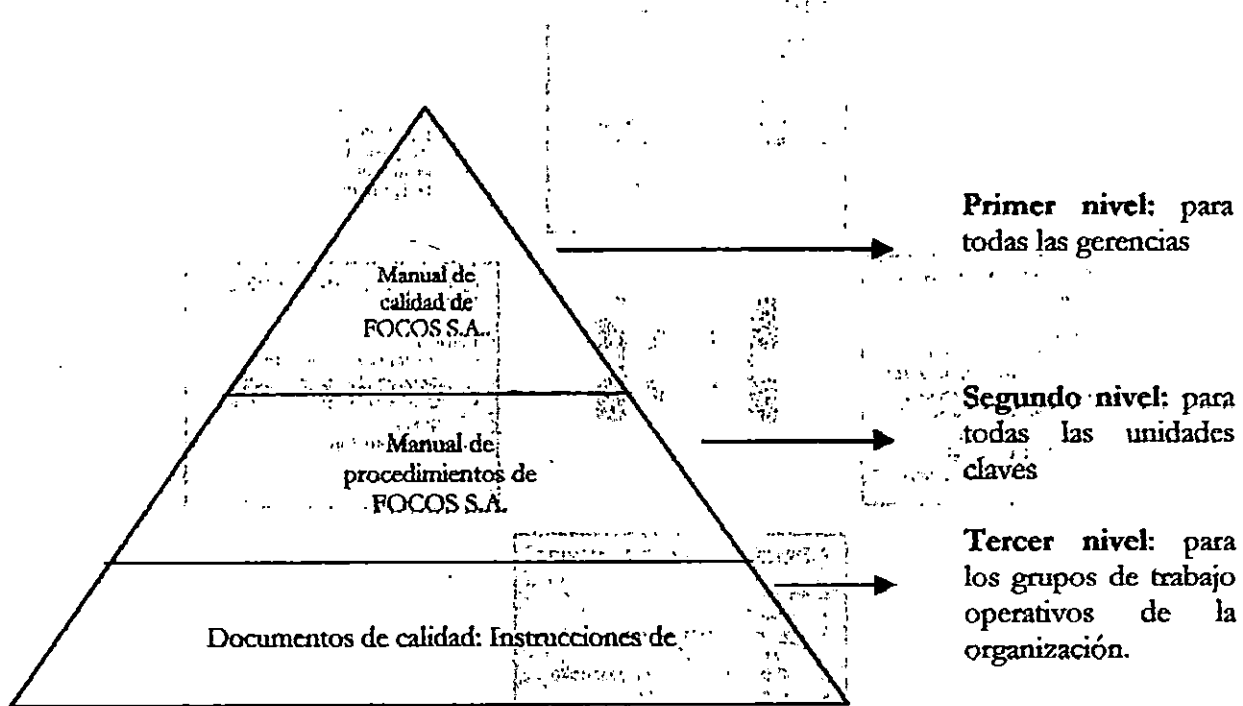 Manual de
calidad de
FOCOS S.A..
Primer nivel: para
todas las gerencias
Manual de
procedimientos de
FOCOS S.A.
Segundo nivel: para
todas las unidades
claves
Documentos de calidad: Instrucciones de
Tercer nivel: para
los grupos de trabajo
operativos de la
organización.